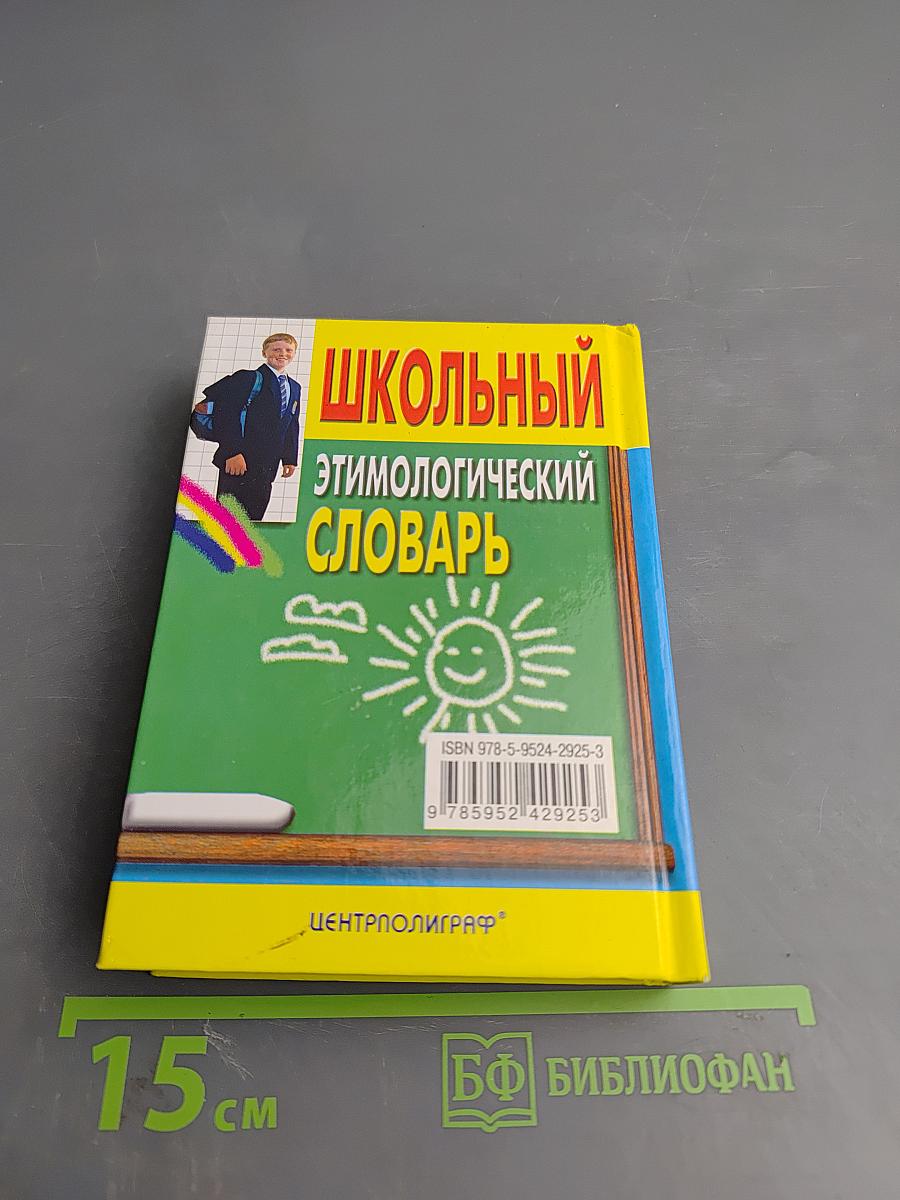 ШКОЛЬНЫЙ
ЭТИМОЛОГИЧЕСКИЙ
СЛОВАРЬ
ISBN 978-5-9524-2925-3
9 785952 429253
ЦЕНТРПОЛИГРАФ®
15 см
БФ БИБЛИОФАН